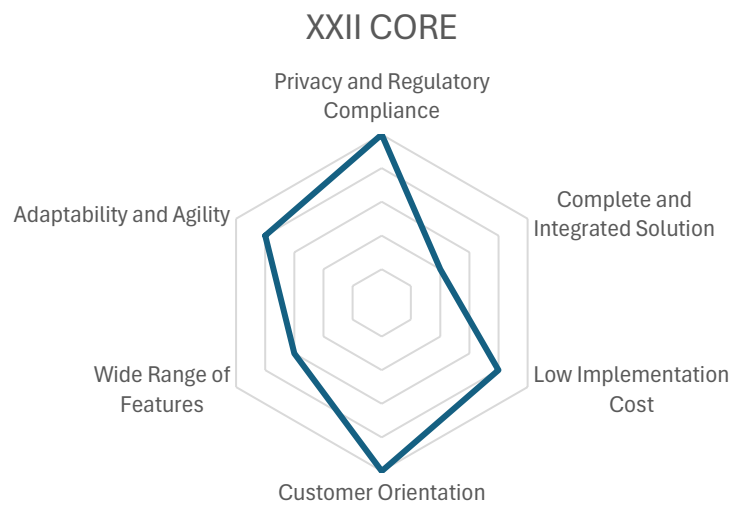 XXII CORE
Privacy and Regulatory
Compliance
Complete and
Integrated Solution
Low Implementation
Cost
Customer Orientation
Wide Range of
Features
Adaptability and Agility